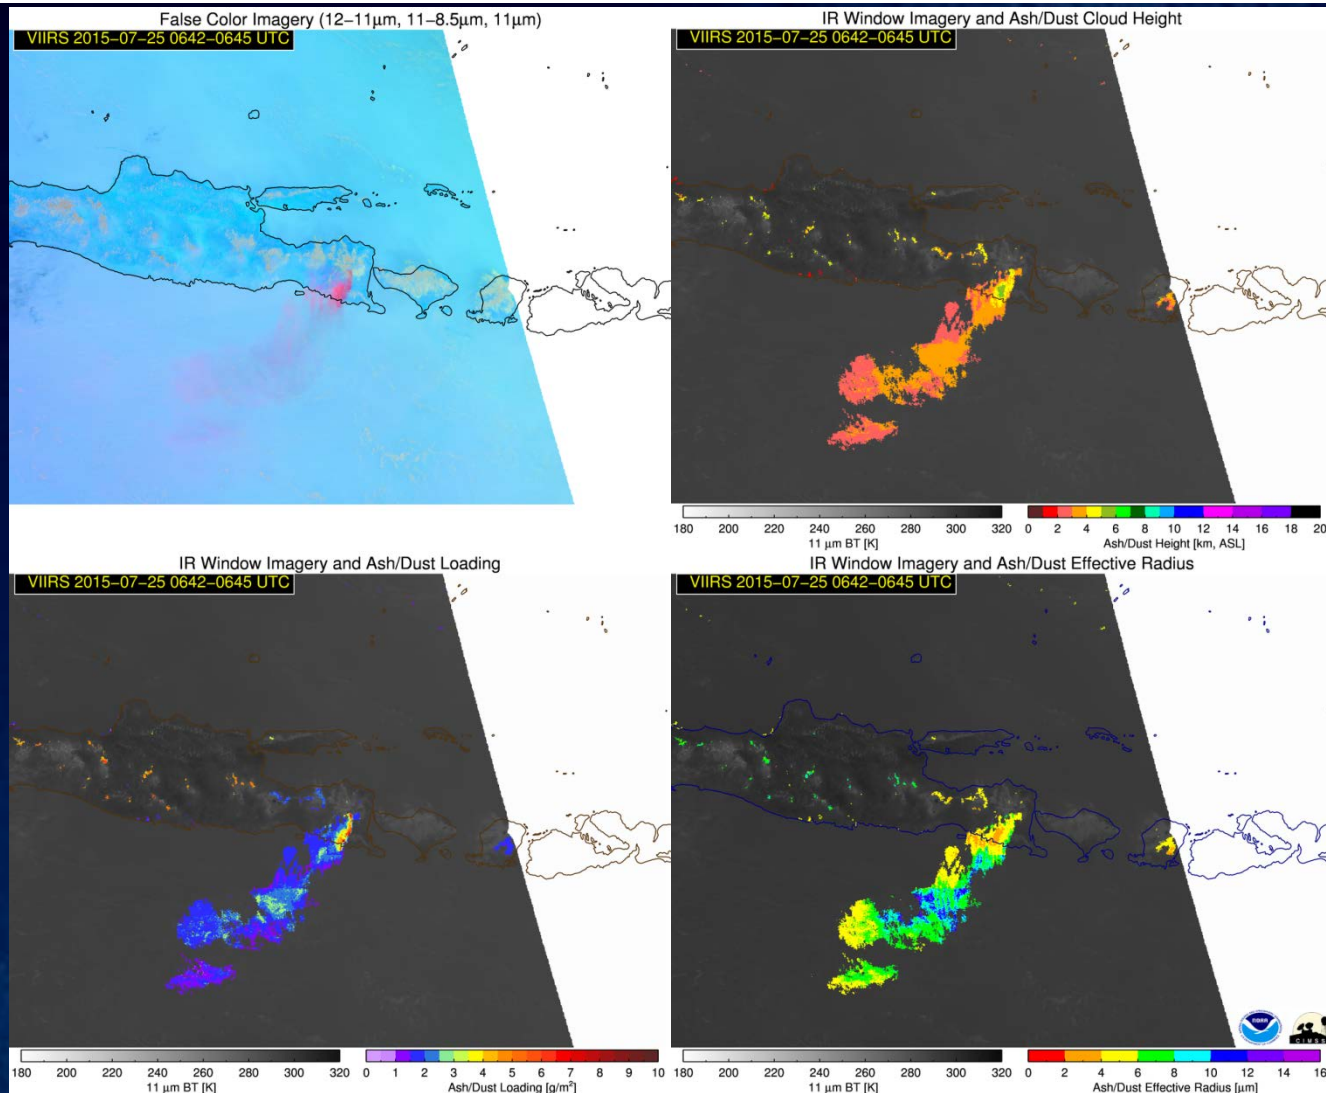 False Color Imagery (12−11μm, 11−8.5μm, 11μm)
VIIRS 2015−07−25 0642−0645 UTC
IR Window Imagery and Ash/Dust Cloud Height
VIIRS 2015−07−25 0642−0645 UTC
180 200 220 240 260 280 300 320
11 μm BT [K]
0 2 4 6 8 10 12 14 16 18 20
Ash/Dust Height [km, ASL]
IR Window Imagery and Ash/Dust Loading
VIIRS 2015−07−25 0642−0645 UTC
180 200 220 240 260 280 300 320
11 μm BT [K]
0 1 2 3 4 5 6 7 8 9 10
Ash/Dust Loading [g/m²]
IR Window Imagery and Ash/Dust Effective Radius
VIIRS 2015−07−25 0642−0645 UTC
NOAA
CIMSS
180 200 220 240 260 280 300 320
11 μm BT [K]
0 2 4 6 8 10 12 14 16
Ash/Dust Effective Radius [μm]